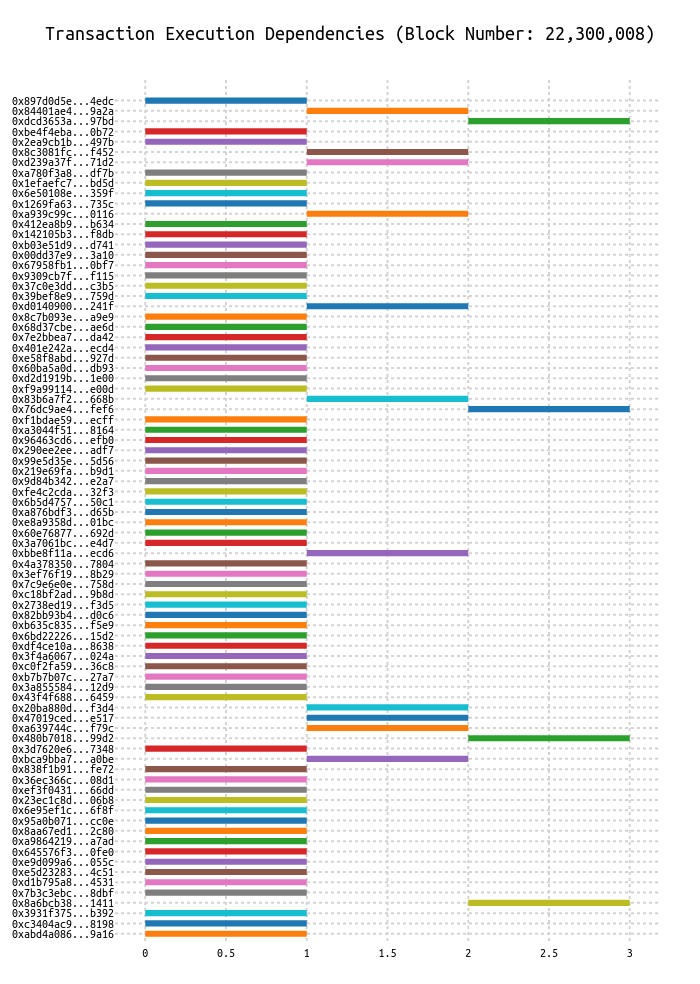 Transaction Execution Dependencies (Block Number: 22,300,008)
0x897d0d5e...4edc
0x84401ae4...9a2a
0xdcd3653a...97bd
0xbe4f4eba...0b72
0x2ea9cb1b...497b
0x8c3081fc...f452
0xd239a37f...71d2
0xa780f3a8...df7b
0x1efaefc7...bd5d
0x6e50108e...359f
0x1269fa63...735c
0xa939c99c...0116
0x412ea8b9...b634
0x142105b3...f8db
0xb03e51d9...d741
0x00dd37e9...3a10
0x67958fb1...0bf7
0x9309cb7f...f115
0x37c0e3dd...c3b5
0x39bef8e9...759d
0xd0140900...241f
0x8c7b093e...a9e9
0x68d37cbe...ae6d
0x7e2bbea7...da42
0x401e242a...ecd4
0xe58f8abd...927d
0x60ba5a0d...db93
0xd2d1919b...1e00
0xf9a99114...e00d
0x83b6a7f2...668b
0x76dc9ae4...fef6
0xf1bdae59...ecff
0xa3044f51...8164
0x96463cd6...efb0
0x290ee2ee...adf7
0x99e5d35e...5d56
0x219e69fa...b9d1
0x9d84b342...e2a7
0xfe4c2cda...32f3
0x6b5d4757...50c1
0xa876bdf3...d65b
0xe8a9358d...01bc
0x60e76877...692d
0x3a7061bc...e4d7
0xbbe8f11a...ecd6
0x4a378350...7804
0x3ef76f19...8b29
0x7c9e6e0e...758d
0xc18bf2ad...9b8d
0x2738ed19...f3d5
0x82bb93b4...d0c6
0xb635c835...f5e9
0x6bd22226...15d2
0xdf4ce10a...8638
0x3f4a6067...024a
0xc0f2fa59...36c8
0xb7b7b07c...27a7
0x3a855584...12d9
0x43f4f688...6459
0x20ba880d...f3d4
0x47019ced...e517
0xa639744c...f79c
0x480b7018...99d2
0x3d7620e6...7348
0xbca9bba7...a0be
0x838f1b91...fe72
0x36ec366c...08d1
0xef3f0431...66dd
0x23ec1c8d...06b8
0x6e95ef1c...6f8f
0x95a0b071...cc0e
0x8aa67ed1...2c80
0xa9864219...a7ad
0x645576f3...0fe0
0xe9d099a6...055c
0xe5d23283...4c51
0xd1b795a8...4531
0x7b3c3ebc...8dbf
0x8a6bcb38...1411
0x3931f375...b392
0xc3404ac9...8198
0xabd4a086...9a16
0 0.5 1 1.5 2 2.5 3